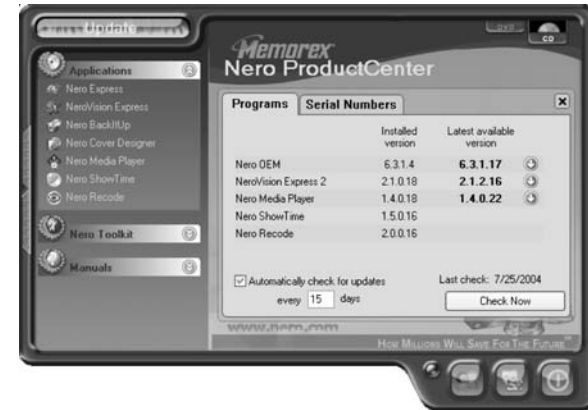 Update
DVD
CD
Memorex
Nero ProductCenter
Applications
Nero Express
NeroVision Express
Nero BackItUp
Nero Cover Designer
Nero Media Player
Nero ShowTime
Nero Recode
Nero Toolkit
Manuals
Programs Serial Numbers
Installed version Latest available version
Nero OEM 6.3.1.4 6.3.1.17
NeroVision Express 2 2.1.0.18 2.1.2.16
Nero Media Player 1.4.0.18 1.4.0.22
Nero ShowTime 1.5.0.16
Nero Recode 2.0.0.16
Automatically check for updates
every 15 days
Last check: 7/25/2004
Check Now
www.nero.com
How Millions Will Save For The Future™